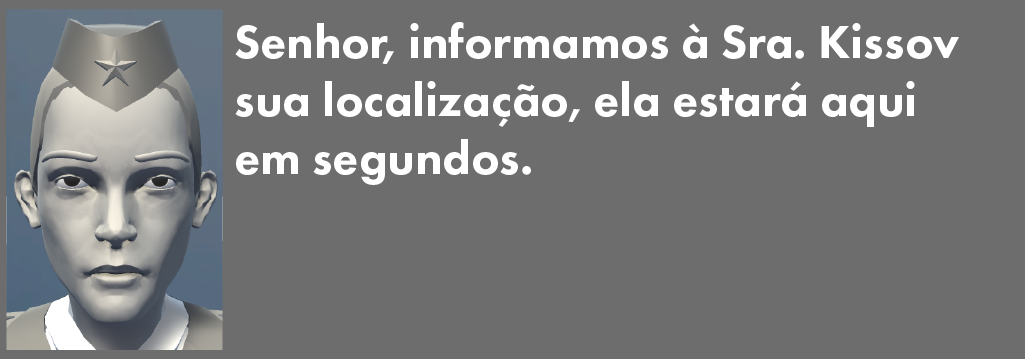 Senhor, informamos à Sra. Kissov
sua localização, ela estará aqui
em segundos.